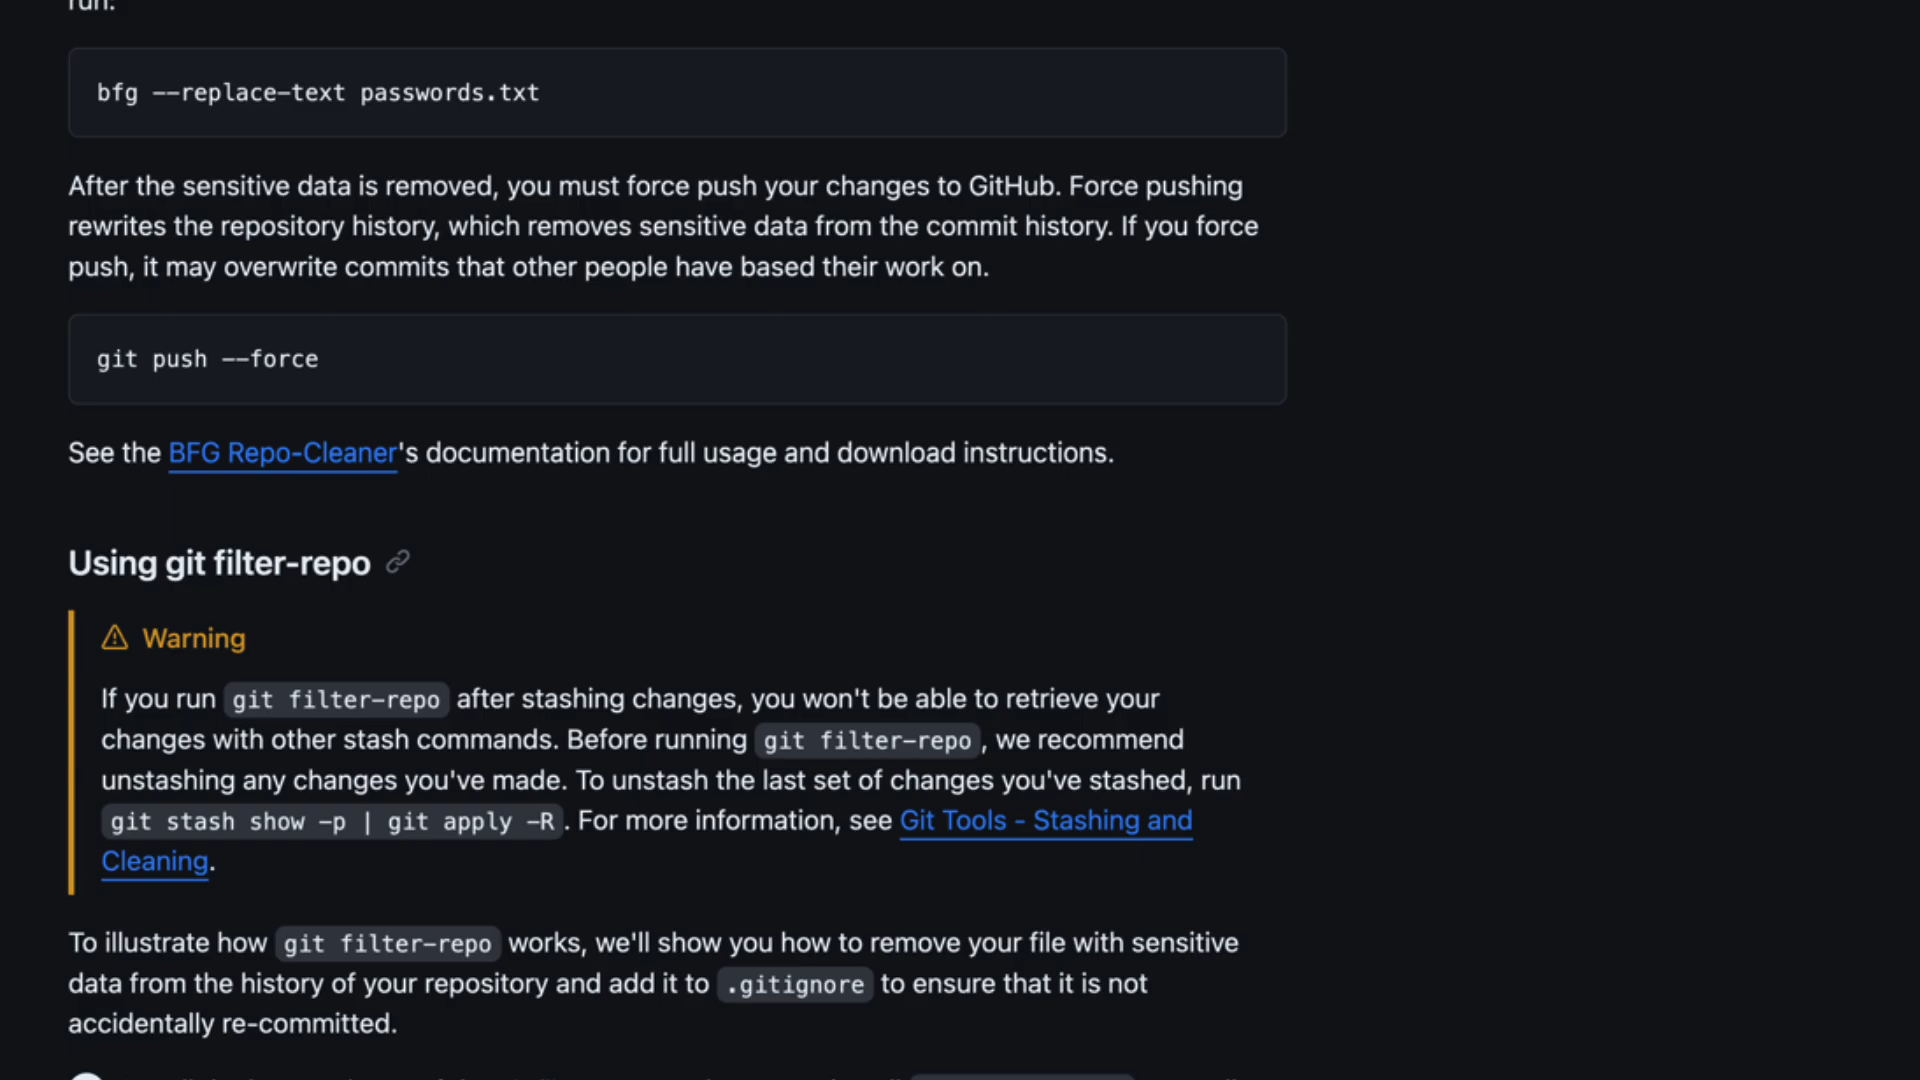 run:
bfg --replace-text passwords.txt
After the sensitive data is removed, you must force push your changes to GitHub. Force pushing
rewrites the repository history, which removes sensitive data from the commit history. If you force
push, it may overwrite commits that other people have based their work on.
git push --force
See the BFG Repo-Cleaner's documentation for full usage and download instructions.
Using git filter-repo
Warning
If you run git filter-repo after stashing changes, you won't be able to retrieve your
changes with other stash commands. Before running git filter-repo, we recommend
unstashing any changes you've made. To unstash the last set of changes you've stashed, run
git stash show -p | git apply -R. For more information, see Git Tools - Stashing and
Cleaning.
To illustrate how git filter-repo works, we'll show you how to remove your file with sensitive
data from the history of your repository and add it to .gitignore to ensure that it is not
accidentally re-committed.